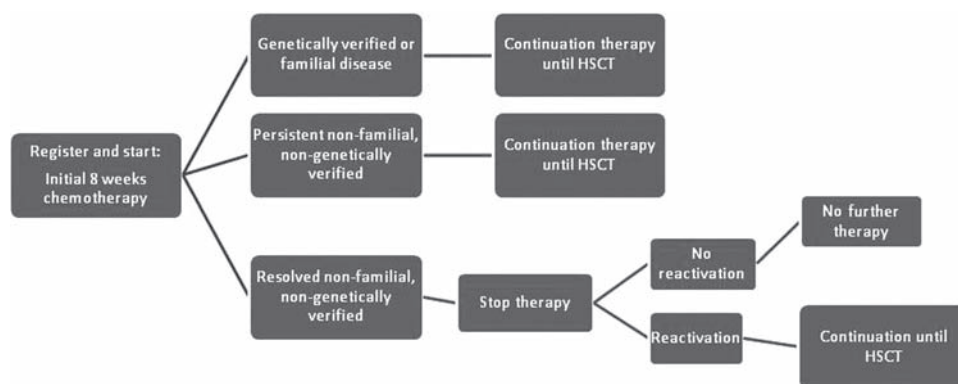 Genetically verified or
familial disease
Continuation therapy
until HSCT
Register and start:
Initial 8 weeks
chemotherapy
Persistent non-familial,
non-genetically
verified
Continuation therapy
until HSCT
Resolved non-familial,
non-genetically
verified
Stop therapy
No
reactivation
No further
therapy
Reactivation
Continuation until
HSCT